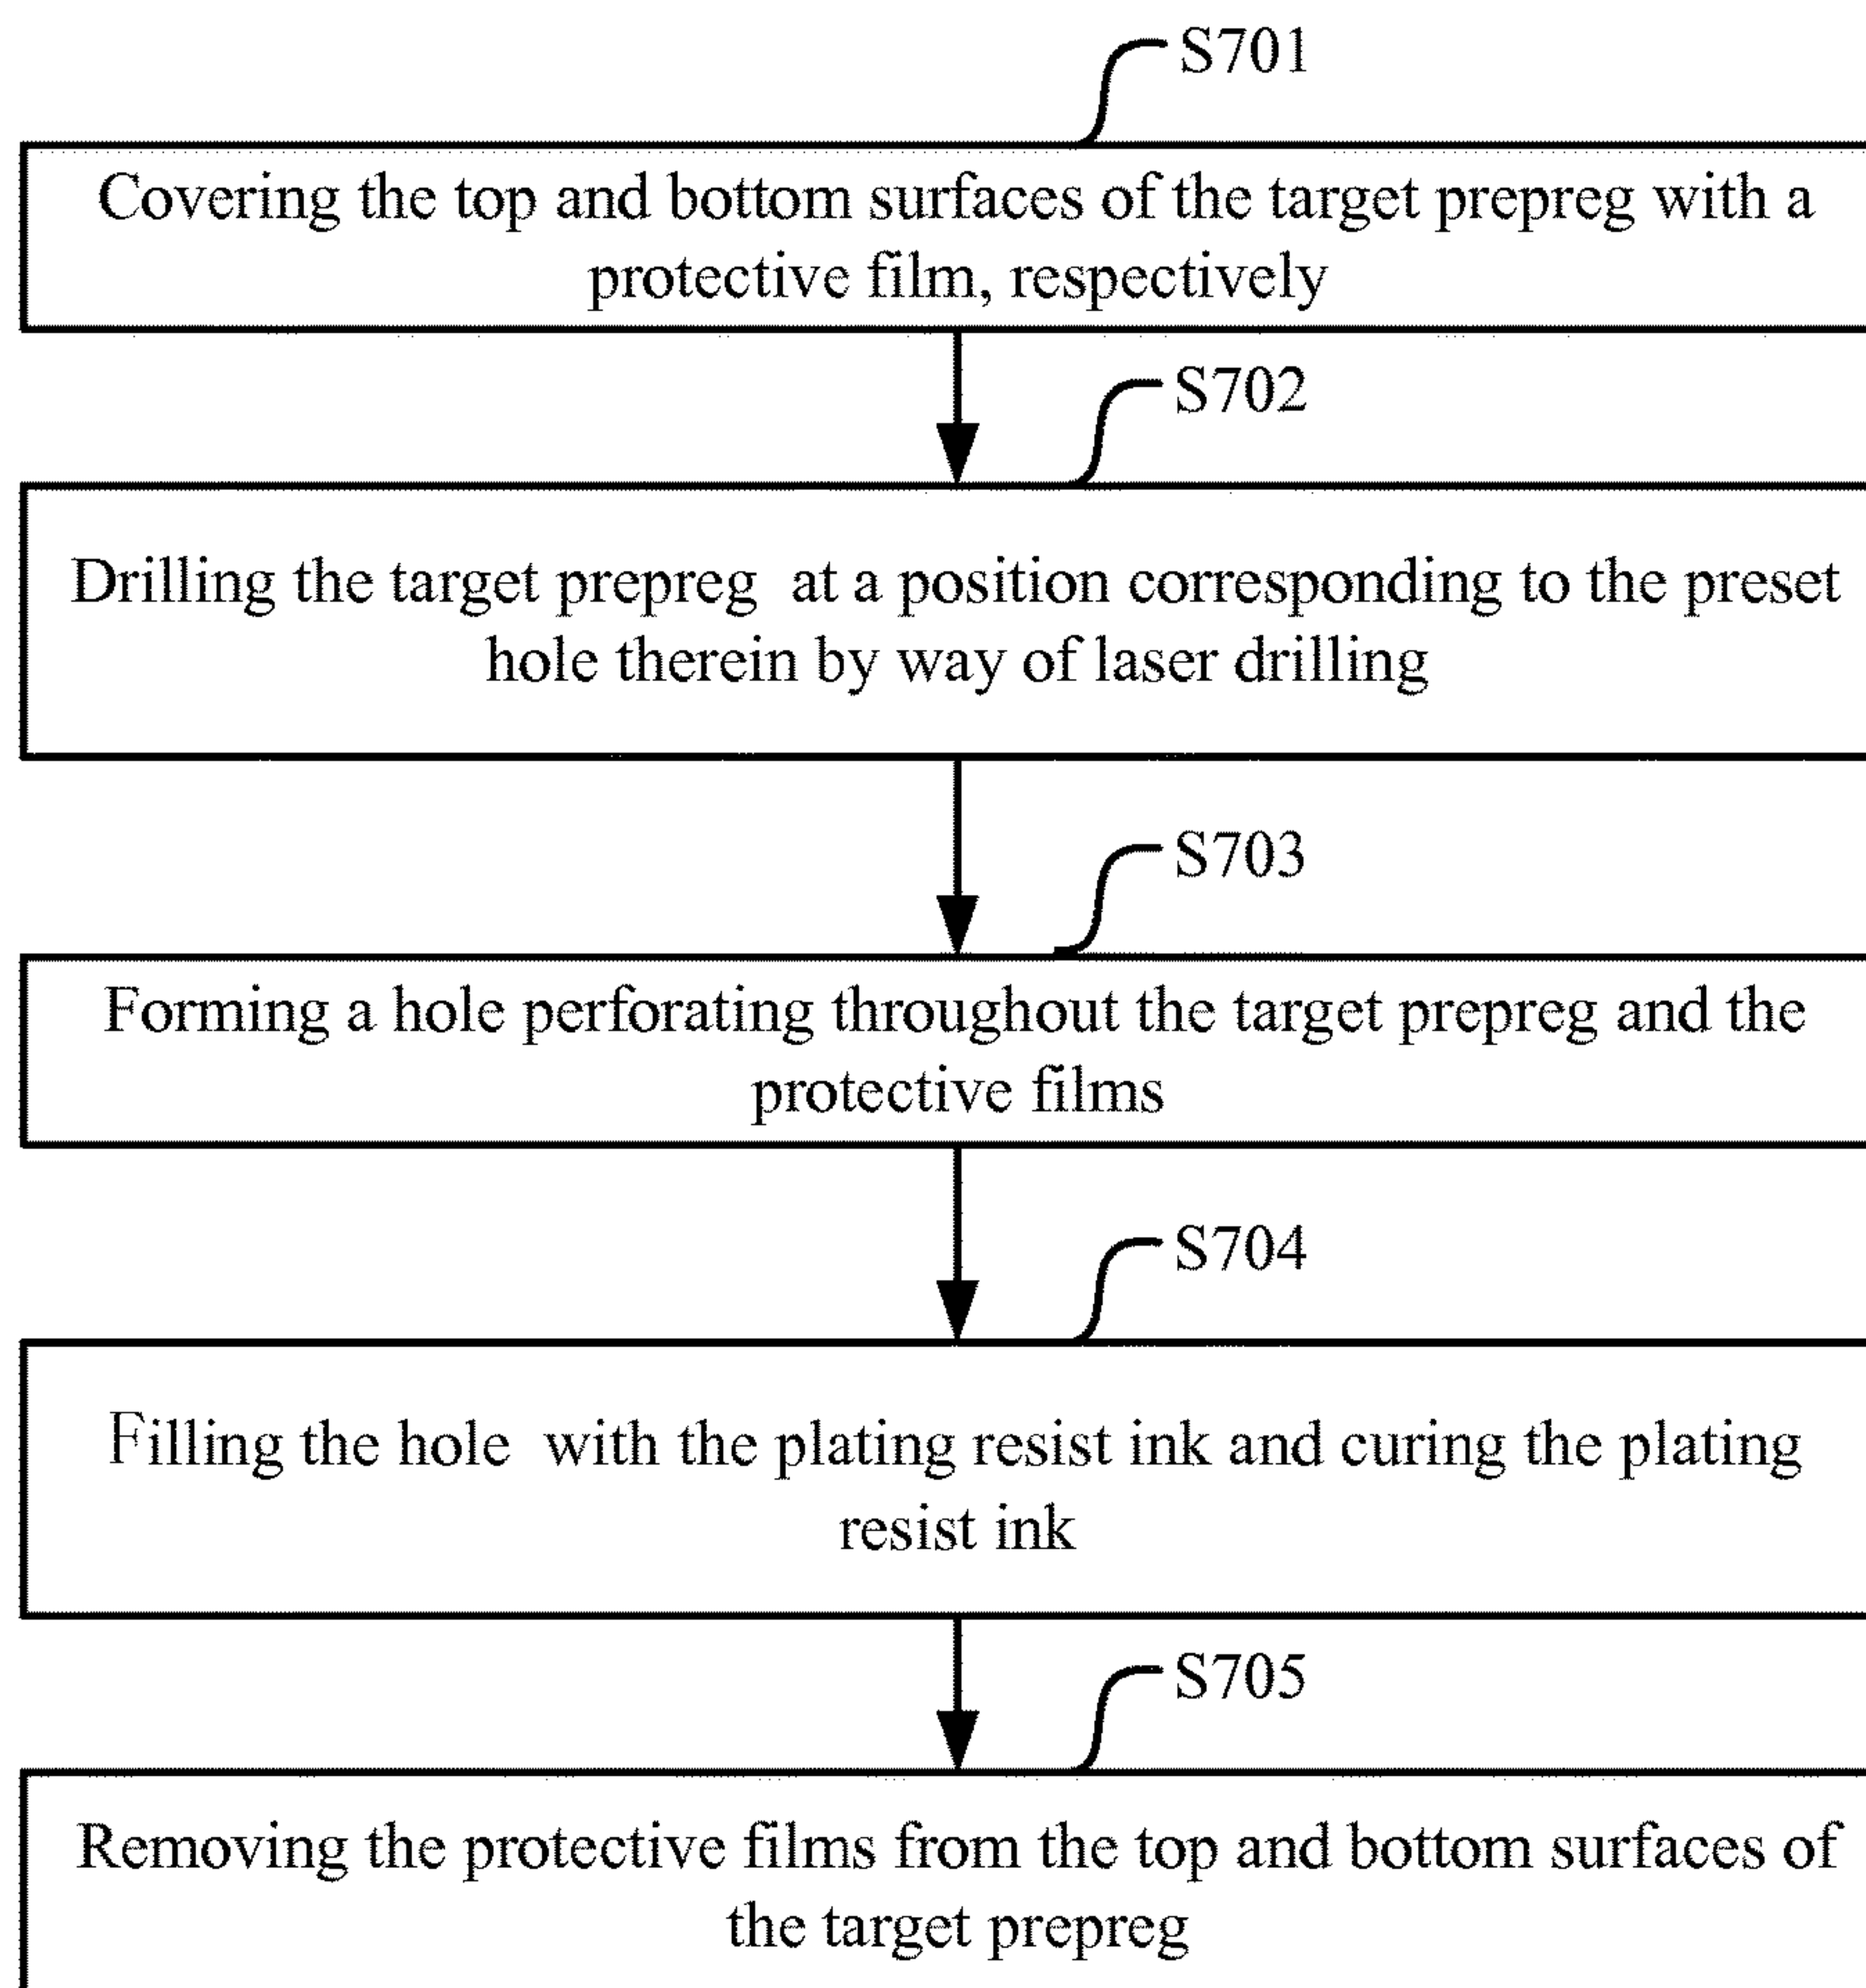 S701
Covering the top and bottom surfaces of the target prepreg with a
protective film, respectively
S702
Drilling the target prepreg at a position corresponding to the preset
hole therein by way of laser drilling
S703
Forming a hole perforating throughout the target prepreg and the
protective films
S704
Filling the hole with the plating resist ink and curing the plating
resist ink
S705
Removing the protective films from the top and bottom surfaces of
the target prepreg